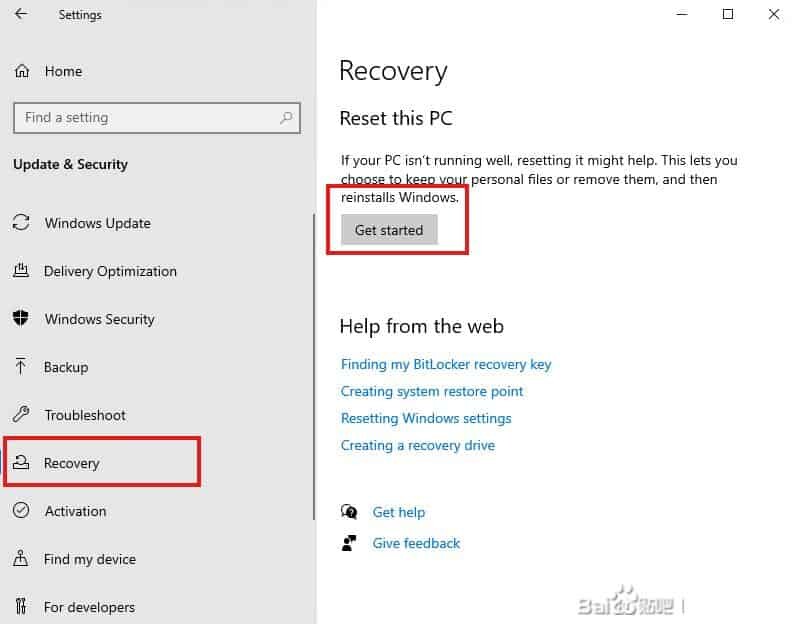 Settings
Home
Find a setting
Update & Security
Windows Update
Delivery Optimization
Windows Security
Backup
Troubleshoot
Recovery
Activation
Find my device
For developers
Recovery
Reset this PC
If your PC isn't running well, resetting it might help. This lets you
choose to keep your personal files or remove them, and then
reinstalls Windows.
Get started
Help from the web
Finding my BitLocker recovery key
Creating system restore point
Resetting Windows settings
Creating a recovery drive
Get help
Give feedback
Bai贴吧